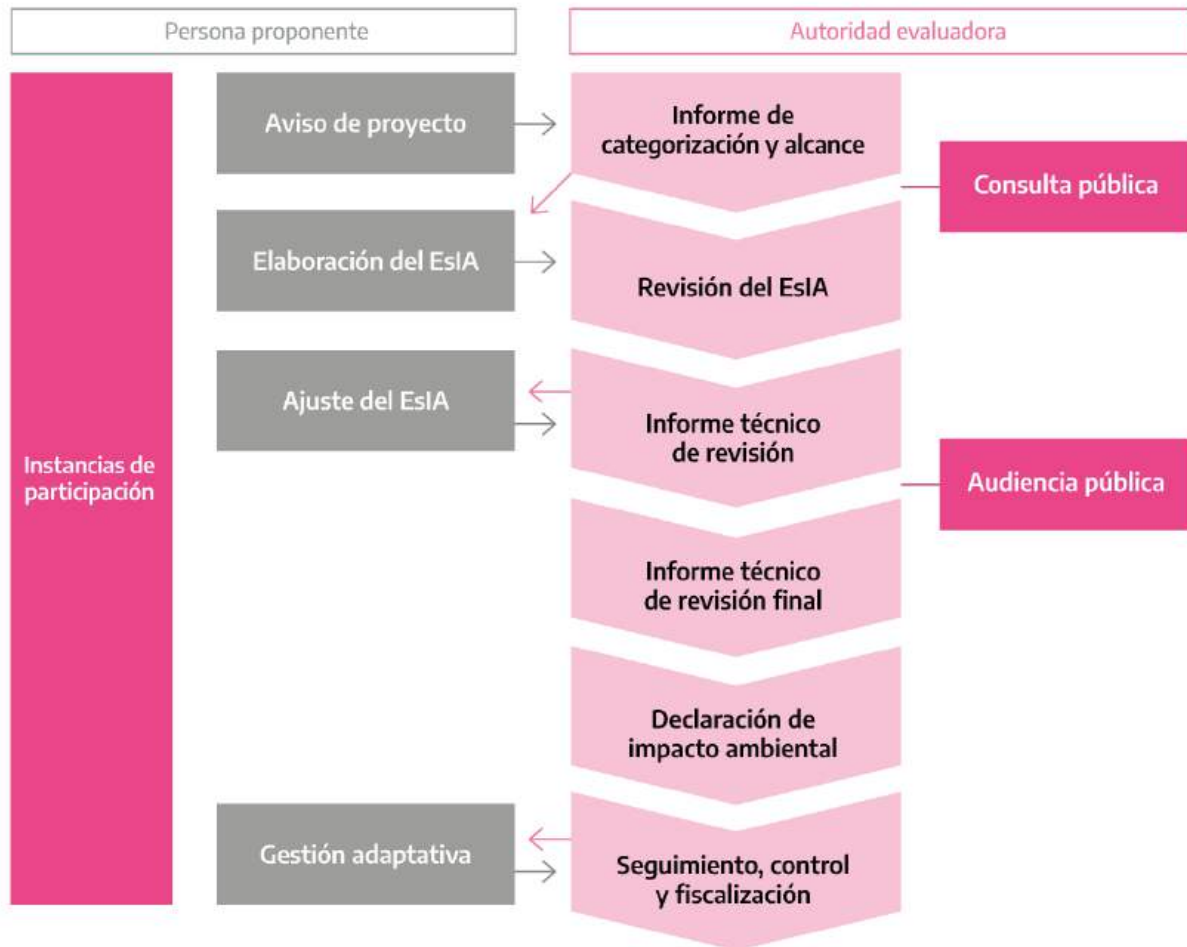 Persona proponente
Autoridad evaluadora
Instancias de
participación
Aviso de proyecto
Informe de
categorización y alcance
Consulta pública
Elaboración del EsIA
Revisión del EsIA
Ajuste del EsIA
Informe técnico
de revisión
Audiencia pública
Informe técnico
de revisión final
Declaración de
impacto ambiental
Gestión adaptativa
Seguimiento, control
y fiscalización